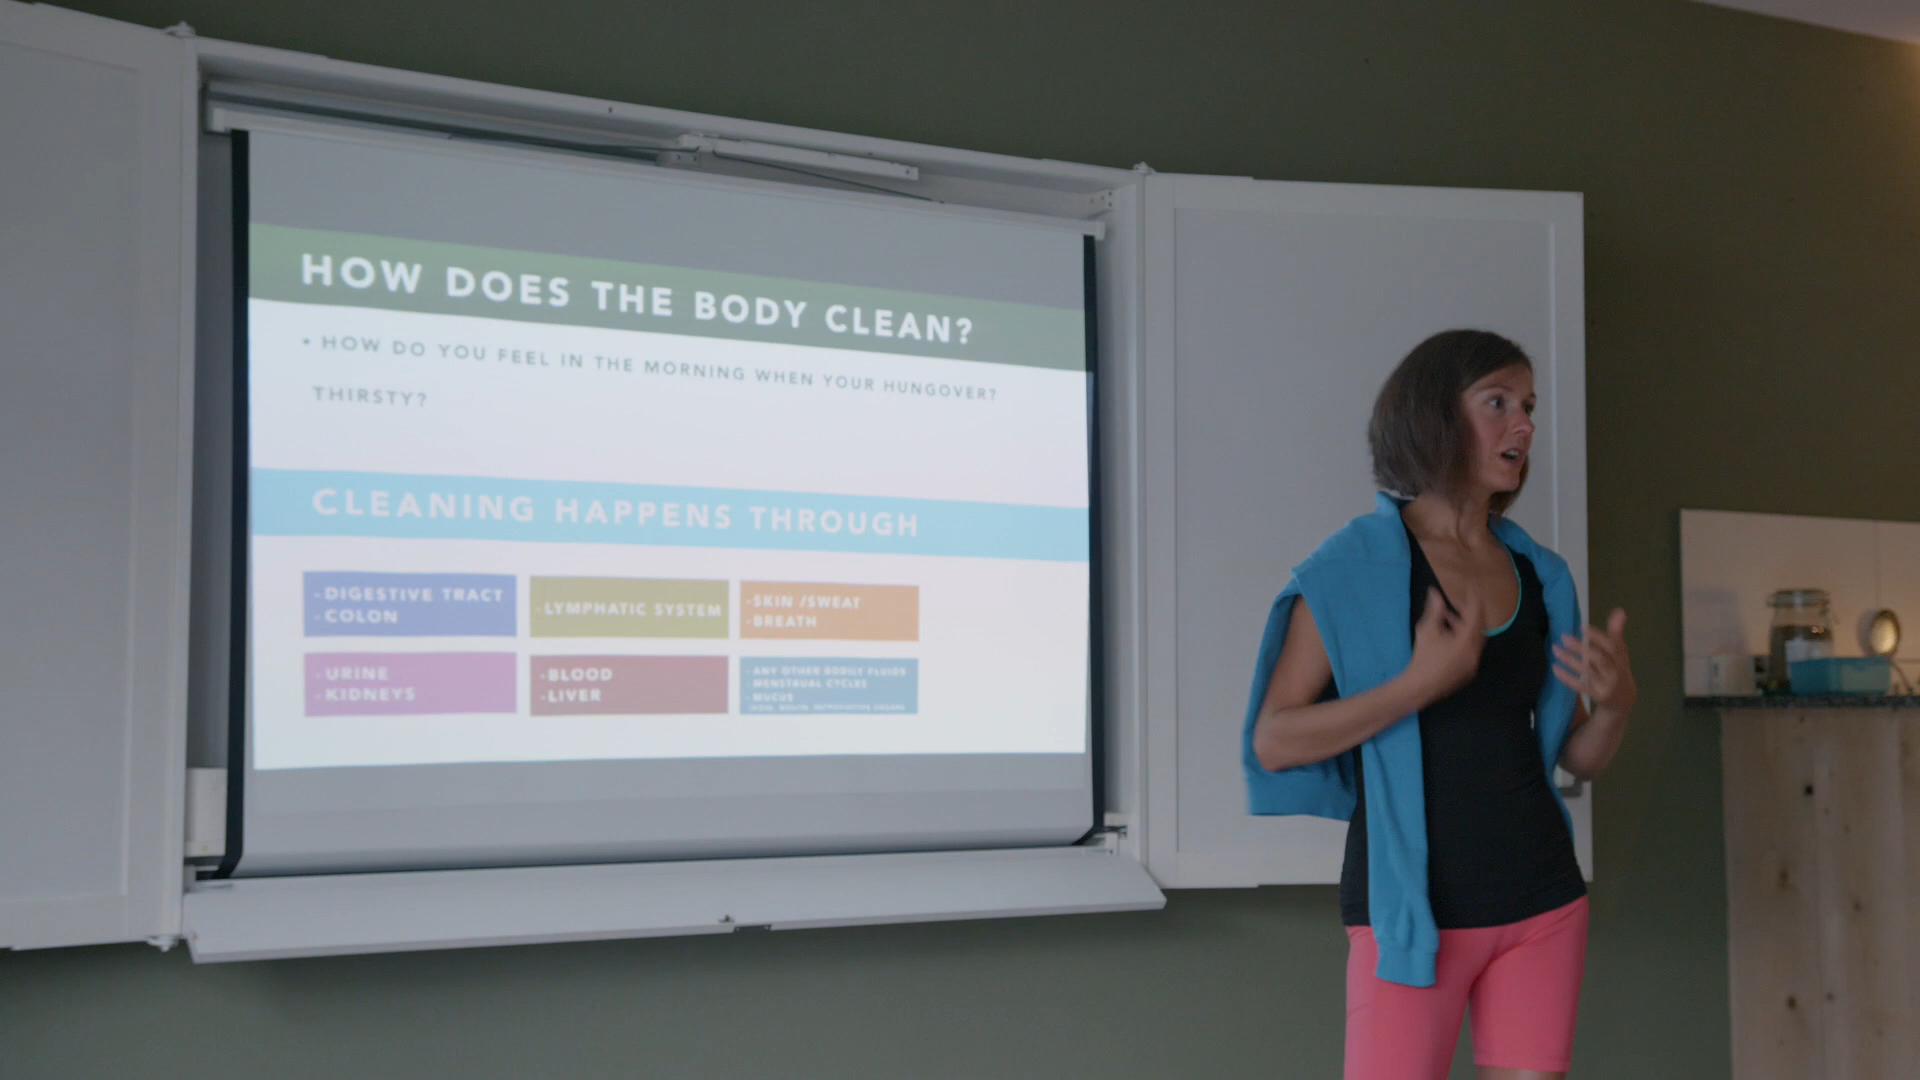 HOW DOES THE BODY CLEAN?
• HOW DO YOU FEEL IN THE MORNING WHEN YOUR HUNGOVER?
THIRSTY?
CLEANING HAPPENS THROUGH
-DIGESTIVE TRACT
-COLON
-LYMPHATIC SYSTEM
-SKIN /SWEAT
-BREATH
-URINE
-KIDNEYS
-BLOOD
-LIVER
-ANY OTHER BODILY FLUIDS
-MENSTRUAL CYCLES
-MUCUS